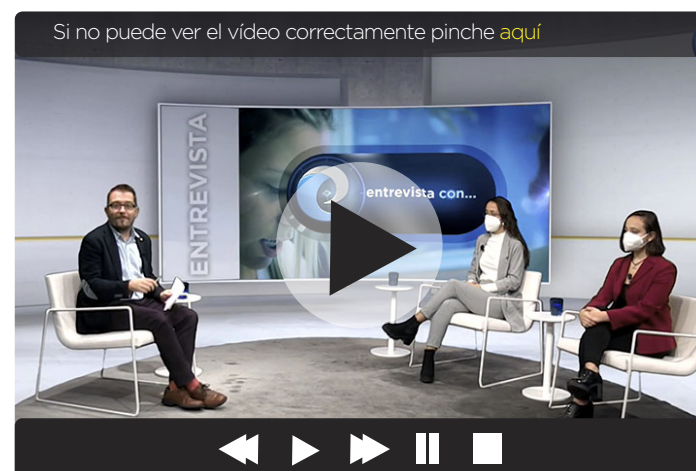 Si no puede ver el vídeo correctamente pinche aquí
ENTREVISTA
entrevista con...